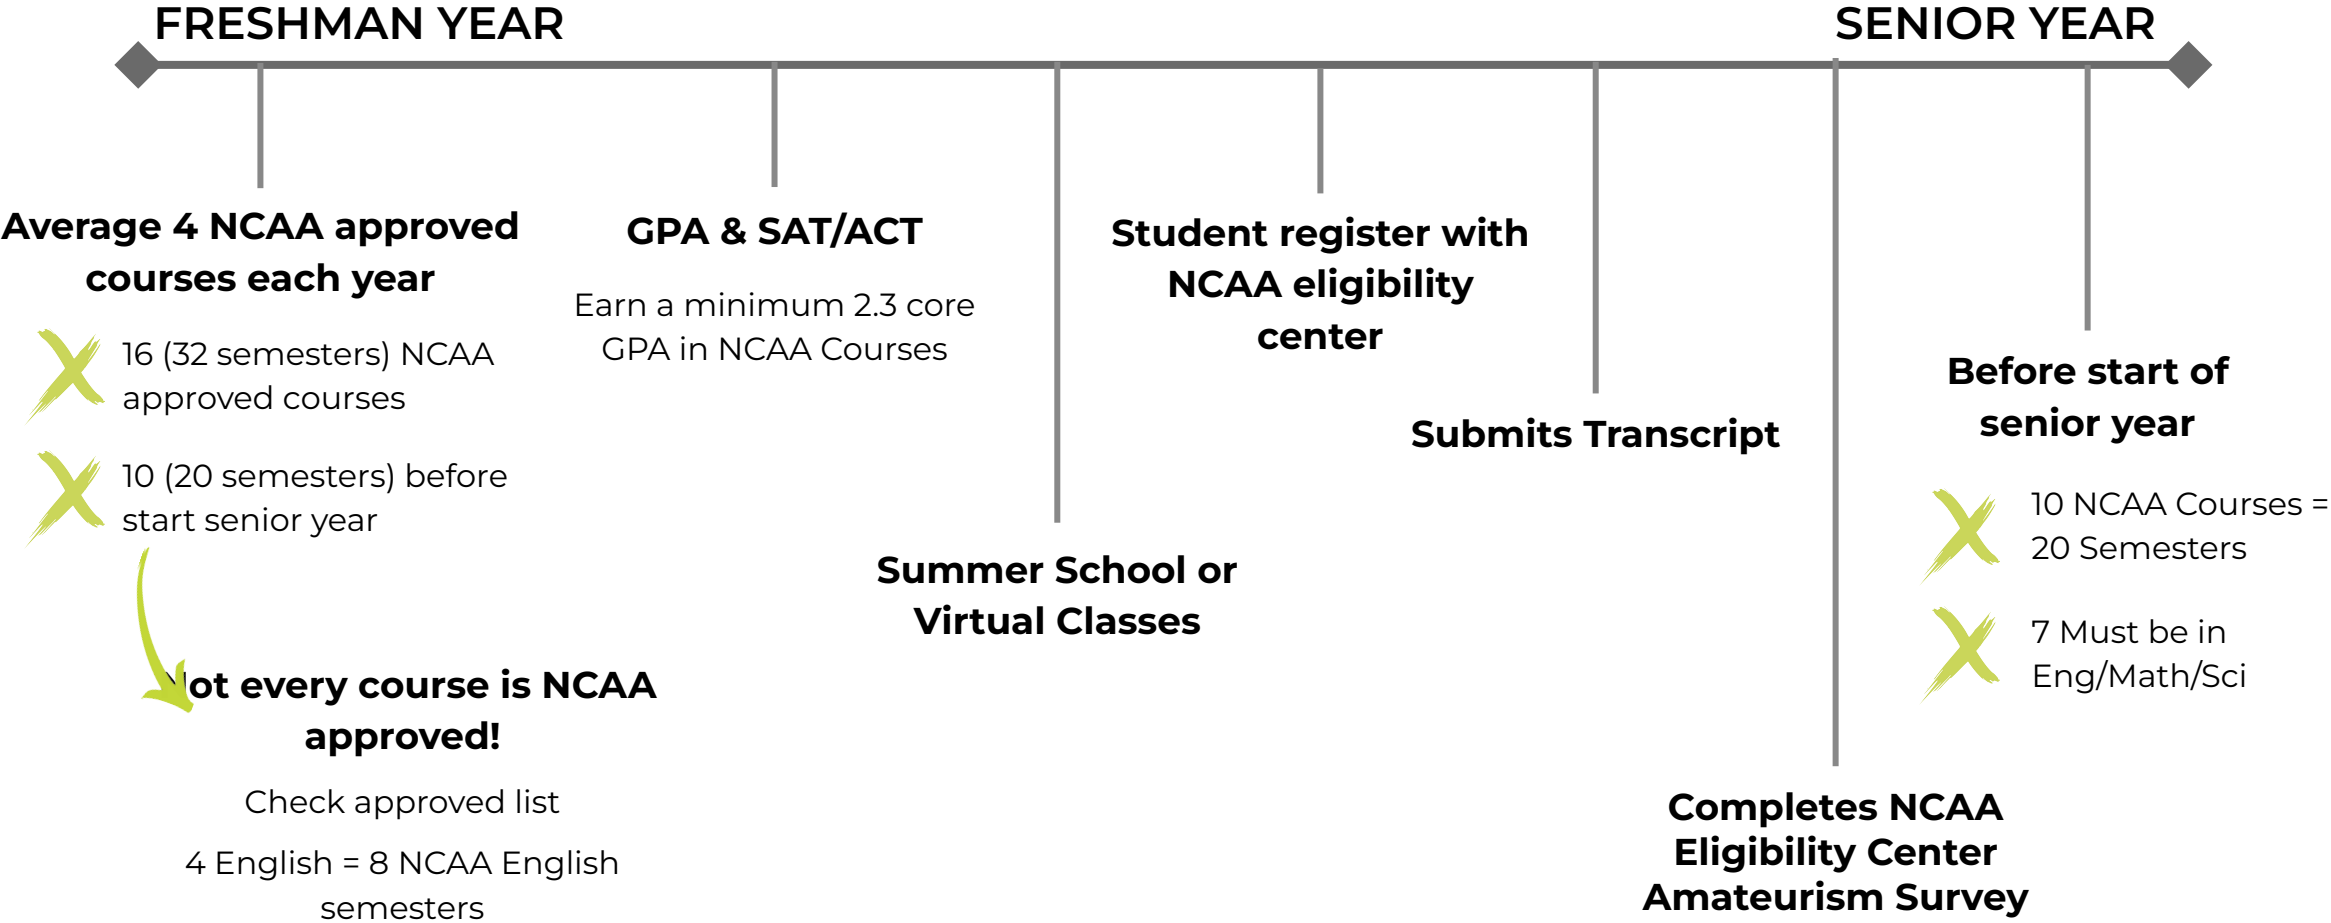 FRESHMAN YEAR
SENIOR YEAR
Average 4 NCAA approved
courses each year
16 (32 semesters) NCAA
approved courses
10 (20 semesters) before
start senior year
Not every course is NCAA
approved!
Check approved list
4 English = 8 NCAA English
semesters
GPA & SAT/ACT
Earn a minimum 2.3 core
GPA in NCAA Courses
Summer School or
Virtual Classes
Student register with
NCAA eligibility
center
Submits Transcript
Completes NCAA
Eligibility Center
Amateurism Survey
Before start of
senior year
10 NCAA Courses =
20 Semesters
7 Must be in
Eng/Math/Sci